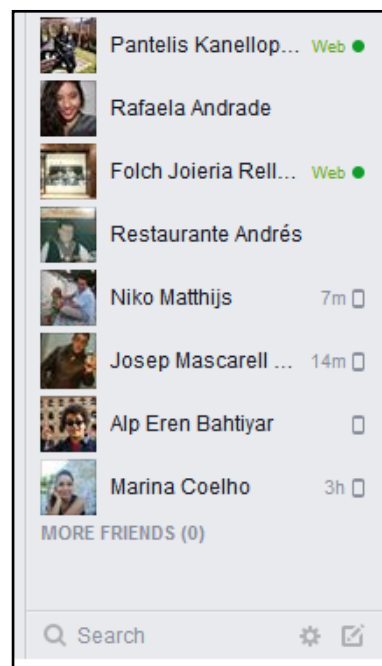 Pantelis Kanellop... Web
Rafaela Andrade
Folch Joieria Rell... Web
Restaurante Andrés
Niko Matthijs 7m
Josep Mascarell ... 14m
Alp Eren Bahtiyar
Marina Coelho 3h
MORE FRIENDS (0)
Search